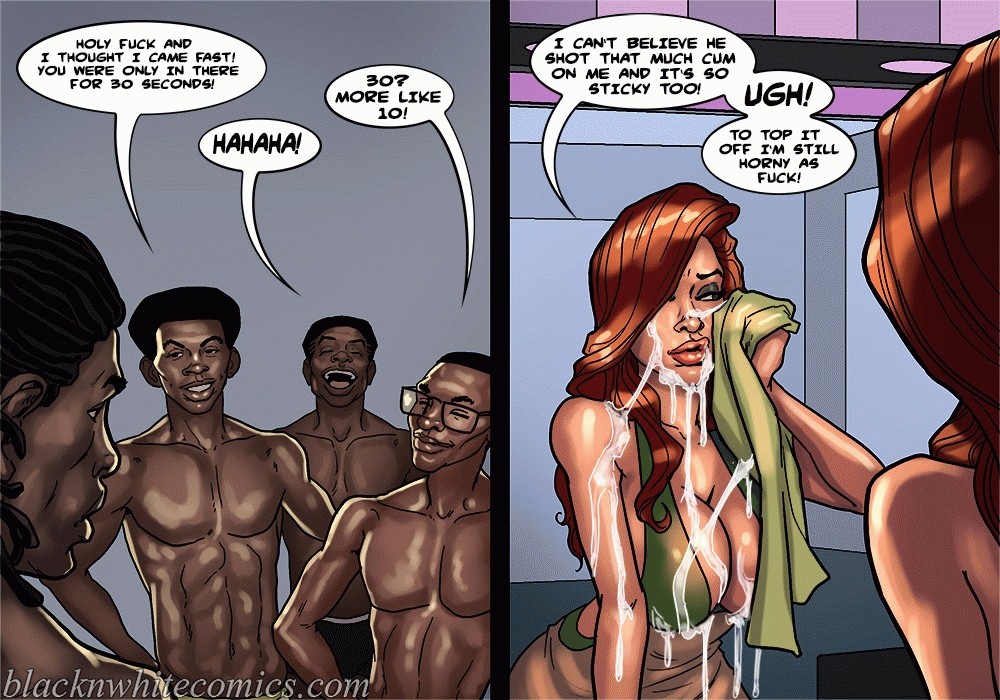 HOLY FUCK AND
I THOUGHT I CAME FAST!
YOU WERE ONLY IN THERE
FOR 30 SECONDS!
HAHAHA!
30?
MORE LIKE
10!
I CAN'T BELIEVE HE
SHOT THAT MUCH CUM
ON ME AND IT'S SO
STICKY TOO!
UGH!
TO TOP IT
OFF I'M STILL
HORNY AS
FUCK!
blacknwhitecomics.com